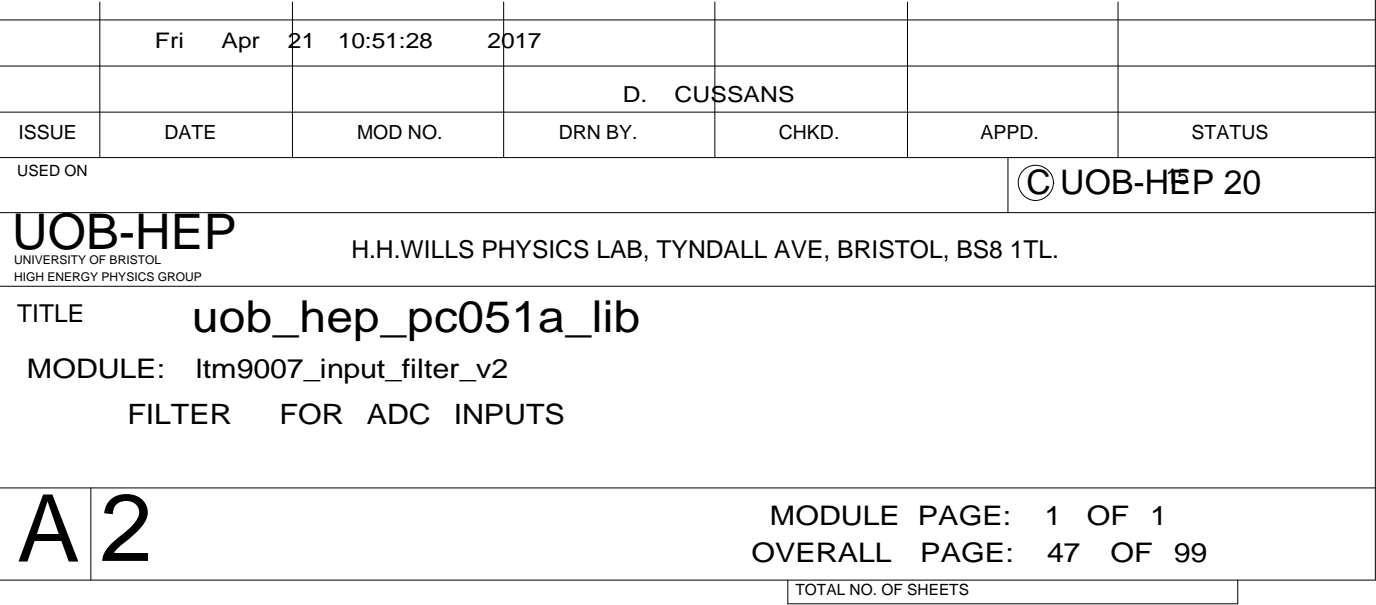 Fri Apr 21 10:51:28 2017
D. CUSSANS
ISSUE DATE MOD NO. DRN BY. CHKD. APPD. STATUS
USED ON
© UOB-HEP 20 15
UOB-HEP
UNIVERSITY OF BRISTOL
HIGH ENERGY PHYSICS GROUP
H.H.WILLS PHYSICS LAB, TYNDALL AVE, BRISTOL, BS8 1TL.
TITLE uob_hep_pc051a_lib
MODULE: ltm9007_input_filter_v2
FILTER FOR ADC INPUTS
A 2
MODULE PAGE: 1 OF 1
OVERALL PAGE: 47 OF 99
TOTAL NO. OF SHEETS